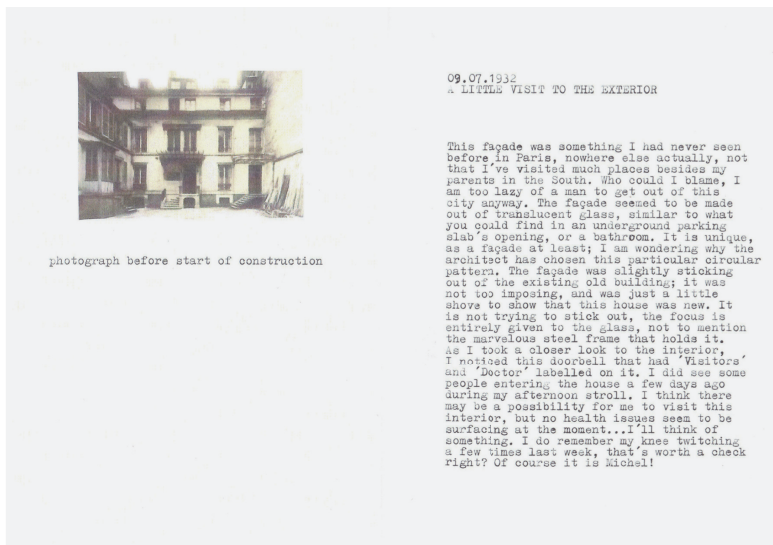 photograph before start of construction
09.07.1932
A LITTLE VISIT TO THE EXTERIOR
This façade was something I had never seen
before in Paris, nowhere else actually, not
that I've visited much places besides my
parents in the South. Who could I blame, I
am too lazy of a man to get out of this
city anyway. The façade seemed to be made
out of translucent glass, similar to what
you could find in an underground parking
slab's opening, or a bathroom. It is unique,
as a façade at least; I am wondering why the
architect has chosen this particular circular
pattern. The façade was slightly sticking
out of the existing old building; it was
not too imposing, and was just a little
shove to show that this house was new. It
is not trying to stick out, the focus is
entirely given to the glass, not to mention
the marvelous steel frame that holds it.
As I took a closer look to the interior,
I noticed this doorbell that had 'Visitors'
and 'Doctor' labelled on it. I did see some
people entering the house a few days ago
during my afternoon stroll. I think there
may be a possibility for me to visit this
interior, but no health issues seem to be
surfacing at the moment...I'll think of
something. I do remember my knee twitching
a few times last week, that's worth a check
right? Of course it is Michel!